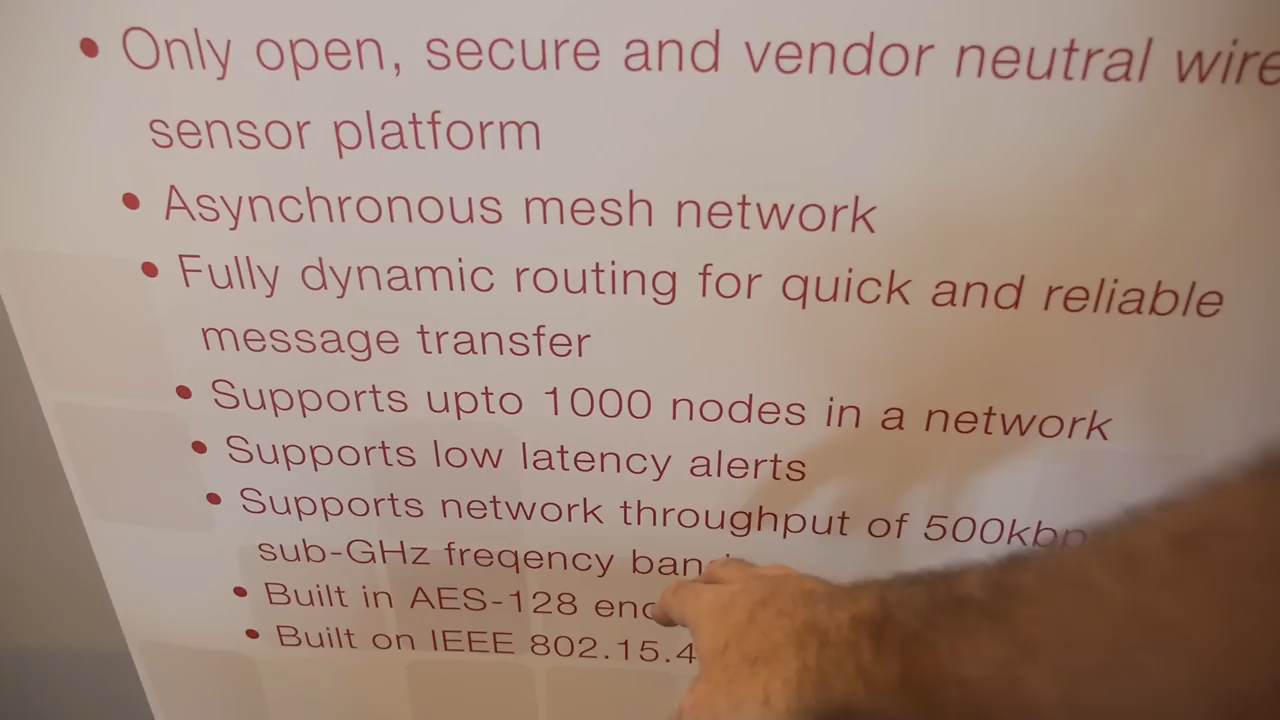 • Only open, secure and vendor neutral
sensor platform
• Asynchronous mesh network
• Fully dynamic routing for quick and reliable
message transfer
• Supports upto 1000 nodes in a network
• Supports low latency alerts
• Supports network throughput of
sub-GHz freqency
• Built in AES-128
• Built on IEEE 802.15.4